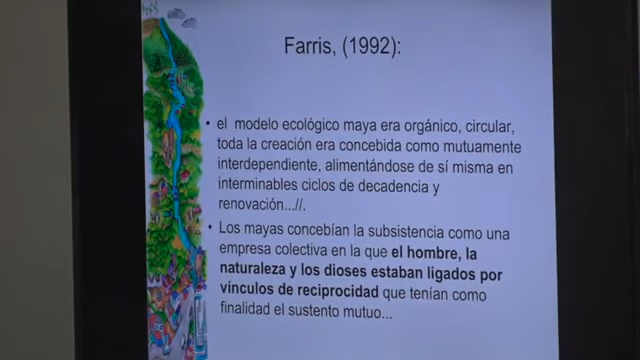 Farris, (1992):
• el modelo ecológico maya era orgánico, circular,
toda la creación era concebida como mutuamente
interdependiente, alimentándose de sí misma en
interminables ciclos de decadencia y
renovación...//.
• Los mayas concebían la subsistencia como una
empresa colectiva en la que el hombre, la
naturaleza y los dioses estaban ligados por
vínculos de reciprocidad que tenían como
finalidad el sustento mutuo...